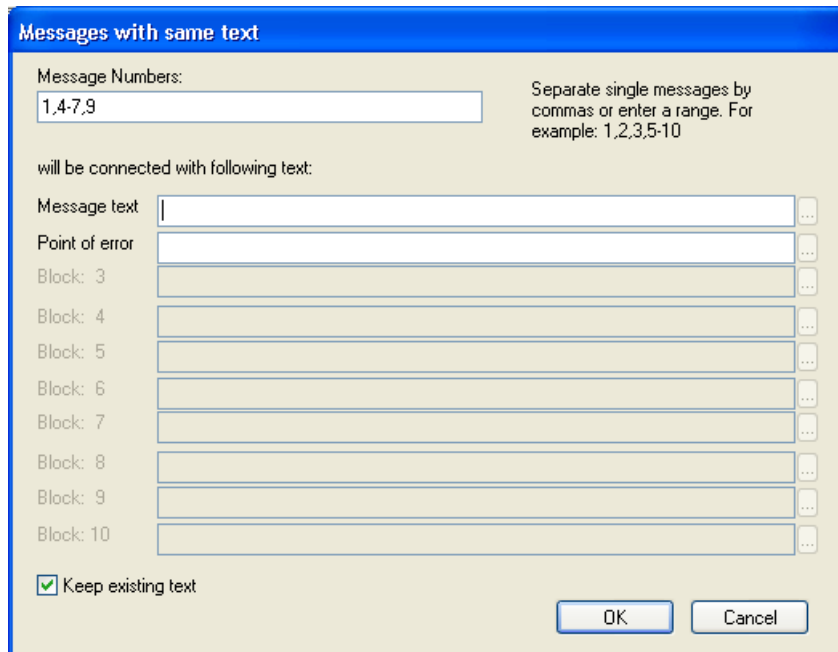 Messages with same text
Message Numbers:
1,4-7,9
Separate single messages by
commas or enter a range. For
example: 1,2,3,5-10
will be connected with following text:
Message text
...
Point of error
...
Block: 3
...
Block: 4
...
Block: 5
...
Block: 6
...
Block: 7
...
Block: 8
...
Block: 9
...
Block: 10
...
Keep existing text
OK
Cancel